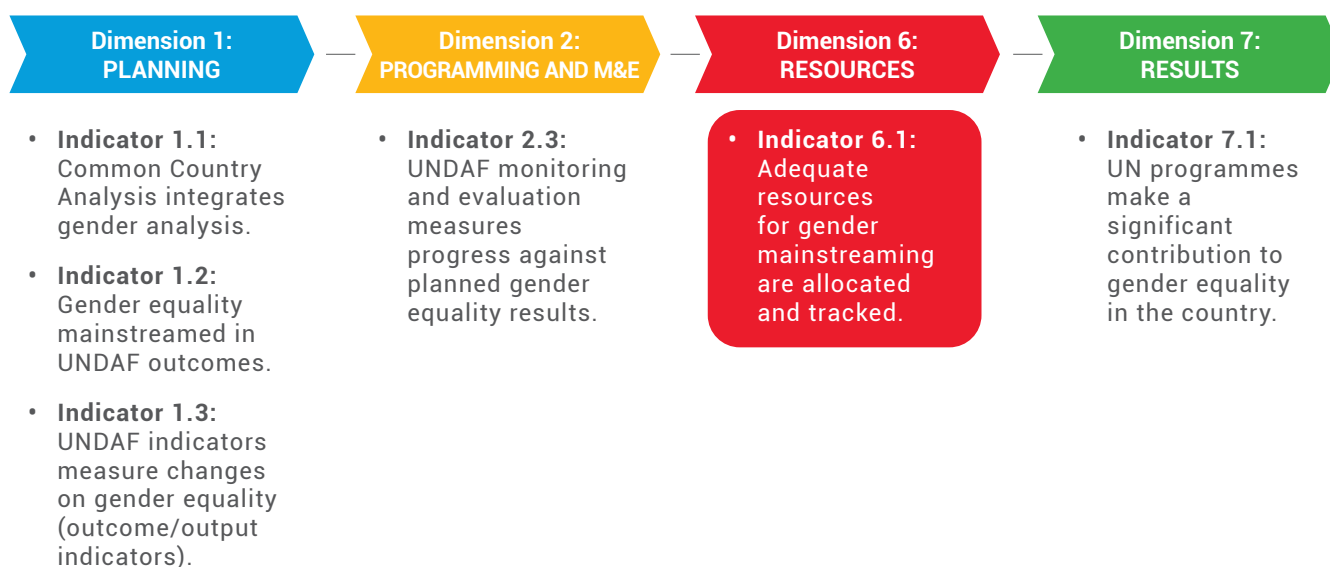 Dimension 1:
PLANNING
Dimension 2:
PROGRAMMING AND M&E
Dimension 6:
RESOURCES
Dimension 7:
RESULTS
• Indicator 1.1:
Common Country
Analysis integrates
gender analysis.
• Indicator 1.2:
Gender equality
mainstreamed in
UNDAF outcomes.
• Indicator 1.3:
UNDAF indicators
measure changes
on gender equality
(outcome/output
indicators).
• Indicator 2.3:
UNDAF monitoring
and evaluation
measures
progress against
planned gender
equality results.
• Indicator 6.1:
Adequate
resources
for gender
mainstreaming
are allocated
and tracked.
• Indicator 7.1:
UN programmes
make a
significant
contribution to
gender equality
in the country.